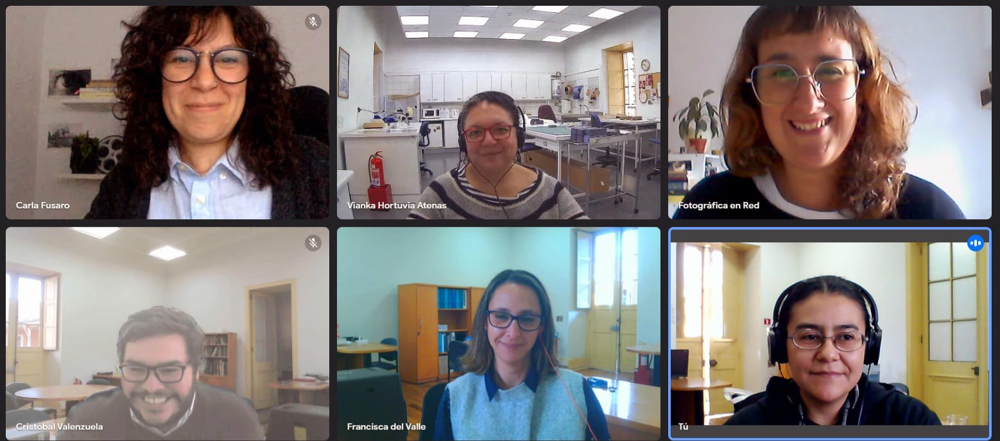 Carla Fusaro
Vianka Hortuvia Atenas
Fotográfica en Red
Cristóbal Valenzuela
Francisca del Valle
Tú